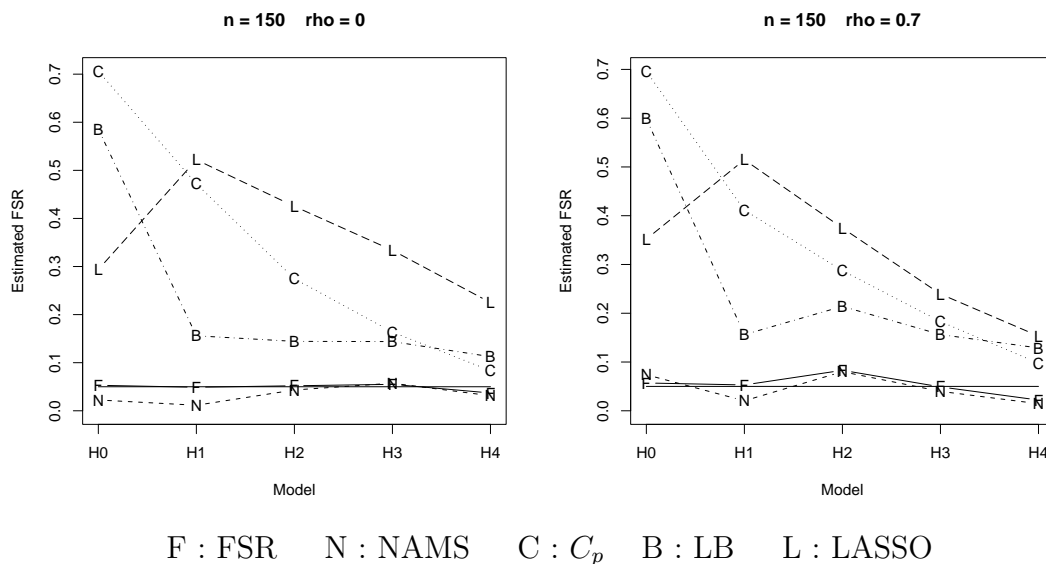 n = 150 rho = 0
Estimated FSR
0.7
0.6
0.5
0.4
0.3
0.2
0.1
0.0
C
B
L
F
N
L
C
B
F
N
L
C
B
F
N
L
C
B
F
N
L
B
C
F
N
H0 H1 H2 H3 H4
Model
n = 150 rho = 0.7
Estimated FSR
0.7
0.6
0.5
0.4
0.3
0.2
0.1
0.0
C
B
L
N
F
L
C
B
F
N
L
C
B
F
N
L
C
B
F
N
L
B
C
F
N
H0 H1 H2 H3 H4
Model
F : FSR N : NAMS C : Cp B : LB L : LASSO